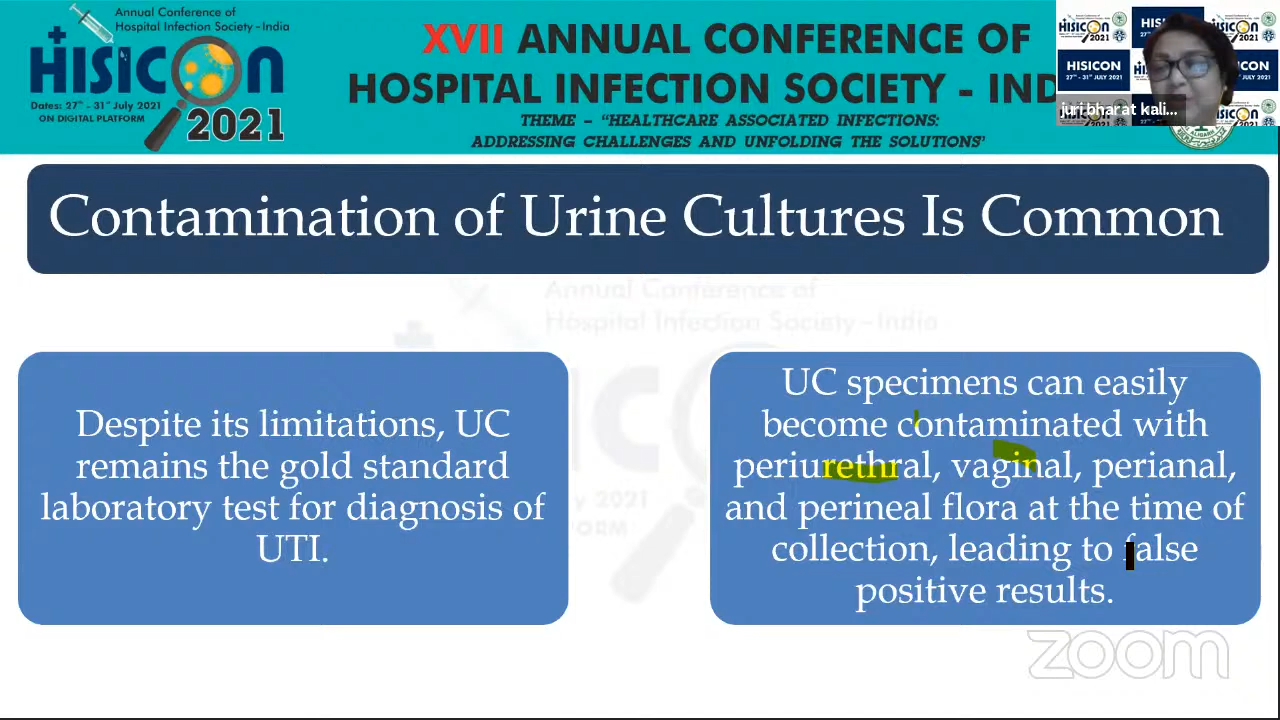 Annual Conference of
Hospital Infection Society -India
HISICON
Dates: 27th - 31st July 2021
ON DIGITAL PLATFORM
2021
XVII ANNUAL CONFERENCE OF
HOSPITAL INFECTION SOCIETY - IND
THEME – “HEALTHCARE ASSOCIATED INFECTIONS:
ADDRESSING CHALLENGES AND UNFOLDING THE SOLUTIONS”
HISICON
27th - 31st JULY 2021
juri bharat kali...
Contamination of Urine Cultures Is Common
Annual Conference of
Hospital Infection Society – India
Despite its limitations, UC
remains the gold standard
laboratory test for diagnosis of
UTI.
UC specimens can easily
become contaminated with
periurethral, vaginal, perianal,
and perineal flora at the time of
collection, leading to false
positive results.
zoom